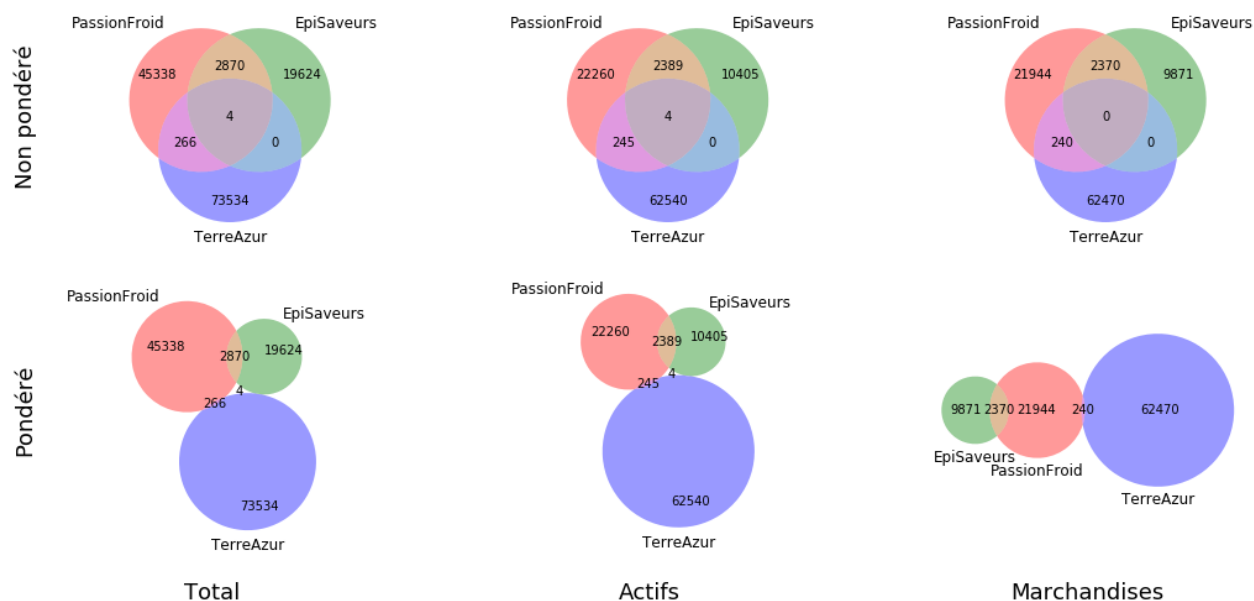 Non pondéré
PassionFroid
EpiSaveurs
45338
2870
19624
4
266
0
73534
TerreAzur
PassionFroid
EpiSaveurs
22260
2389
10405
4
245
0
62540
TerreAzur
PassionFroid
EpiSaveurs
21944
2370
9871
0
240
0
62470
TerreAzur
Pondéré
PassionFroid
EpiSaveurs
45338
2870
19624
4
266
73534
TerreAzur
PassionFroid
EpiSaveurs
22260
2389
10405
4
245
62540
TerreAzur
9871
2370
21944
240
62470
EpiSaveurs
PassionFroid
TerreAzur
Total
Actifs
Marchandises